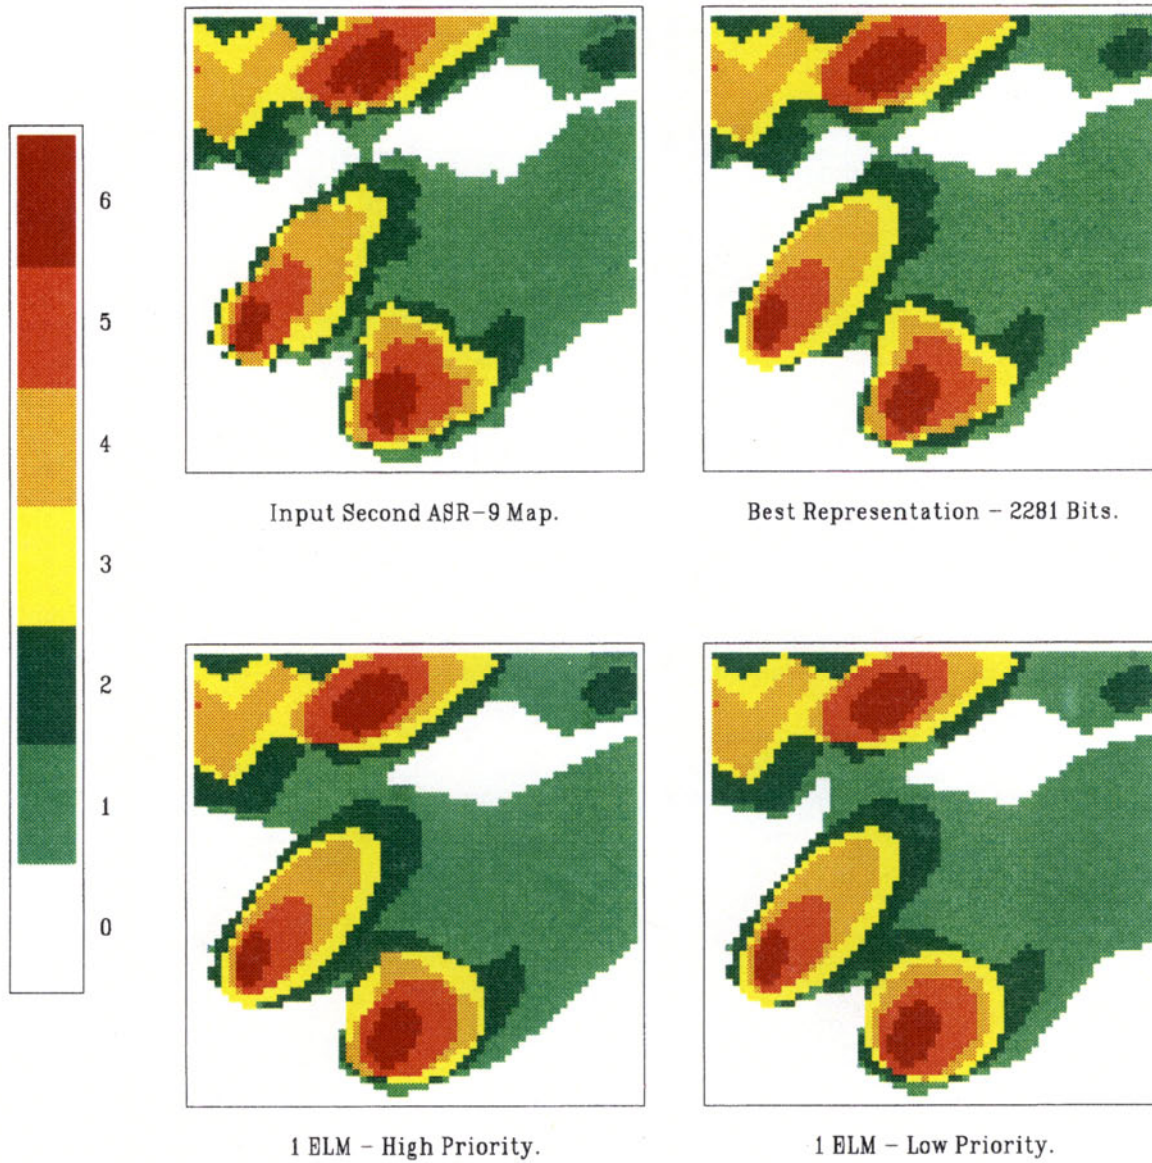 6
5
4
3
2
1
0
Input Second ASR-9 Map.
Best Representation - 2281 Bits.
1 ELM - High Priority.
1 ELM - Low Priority.